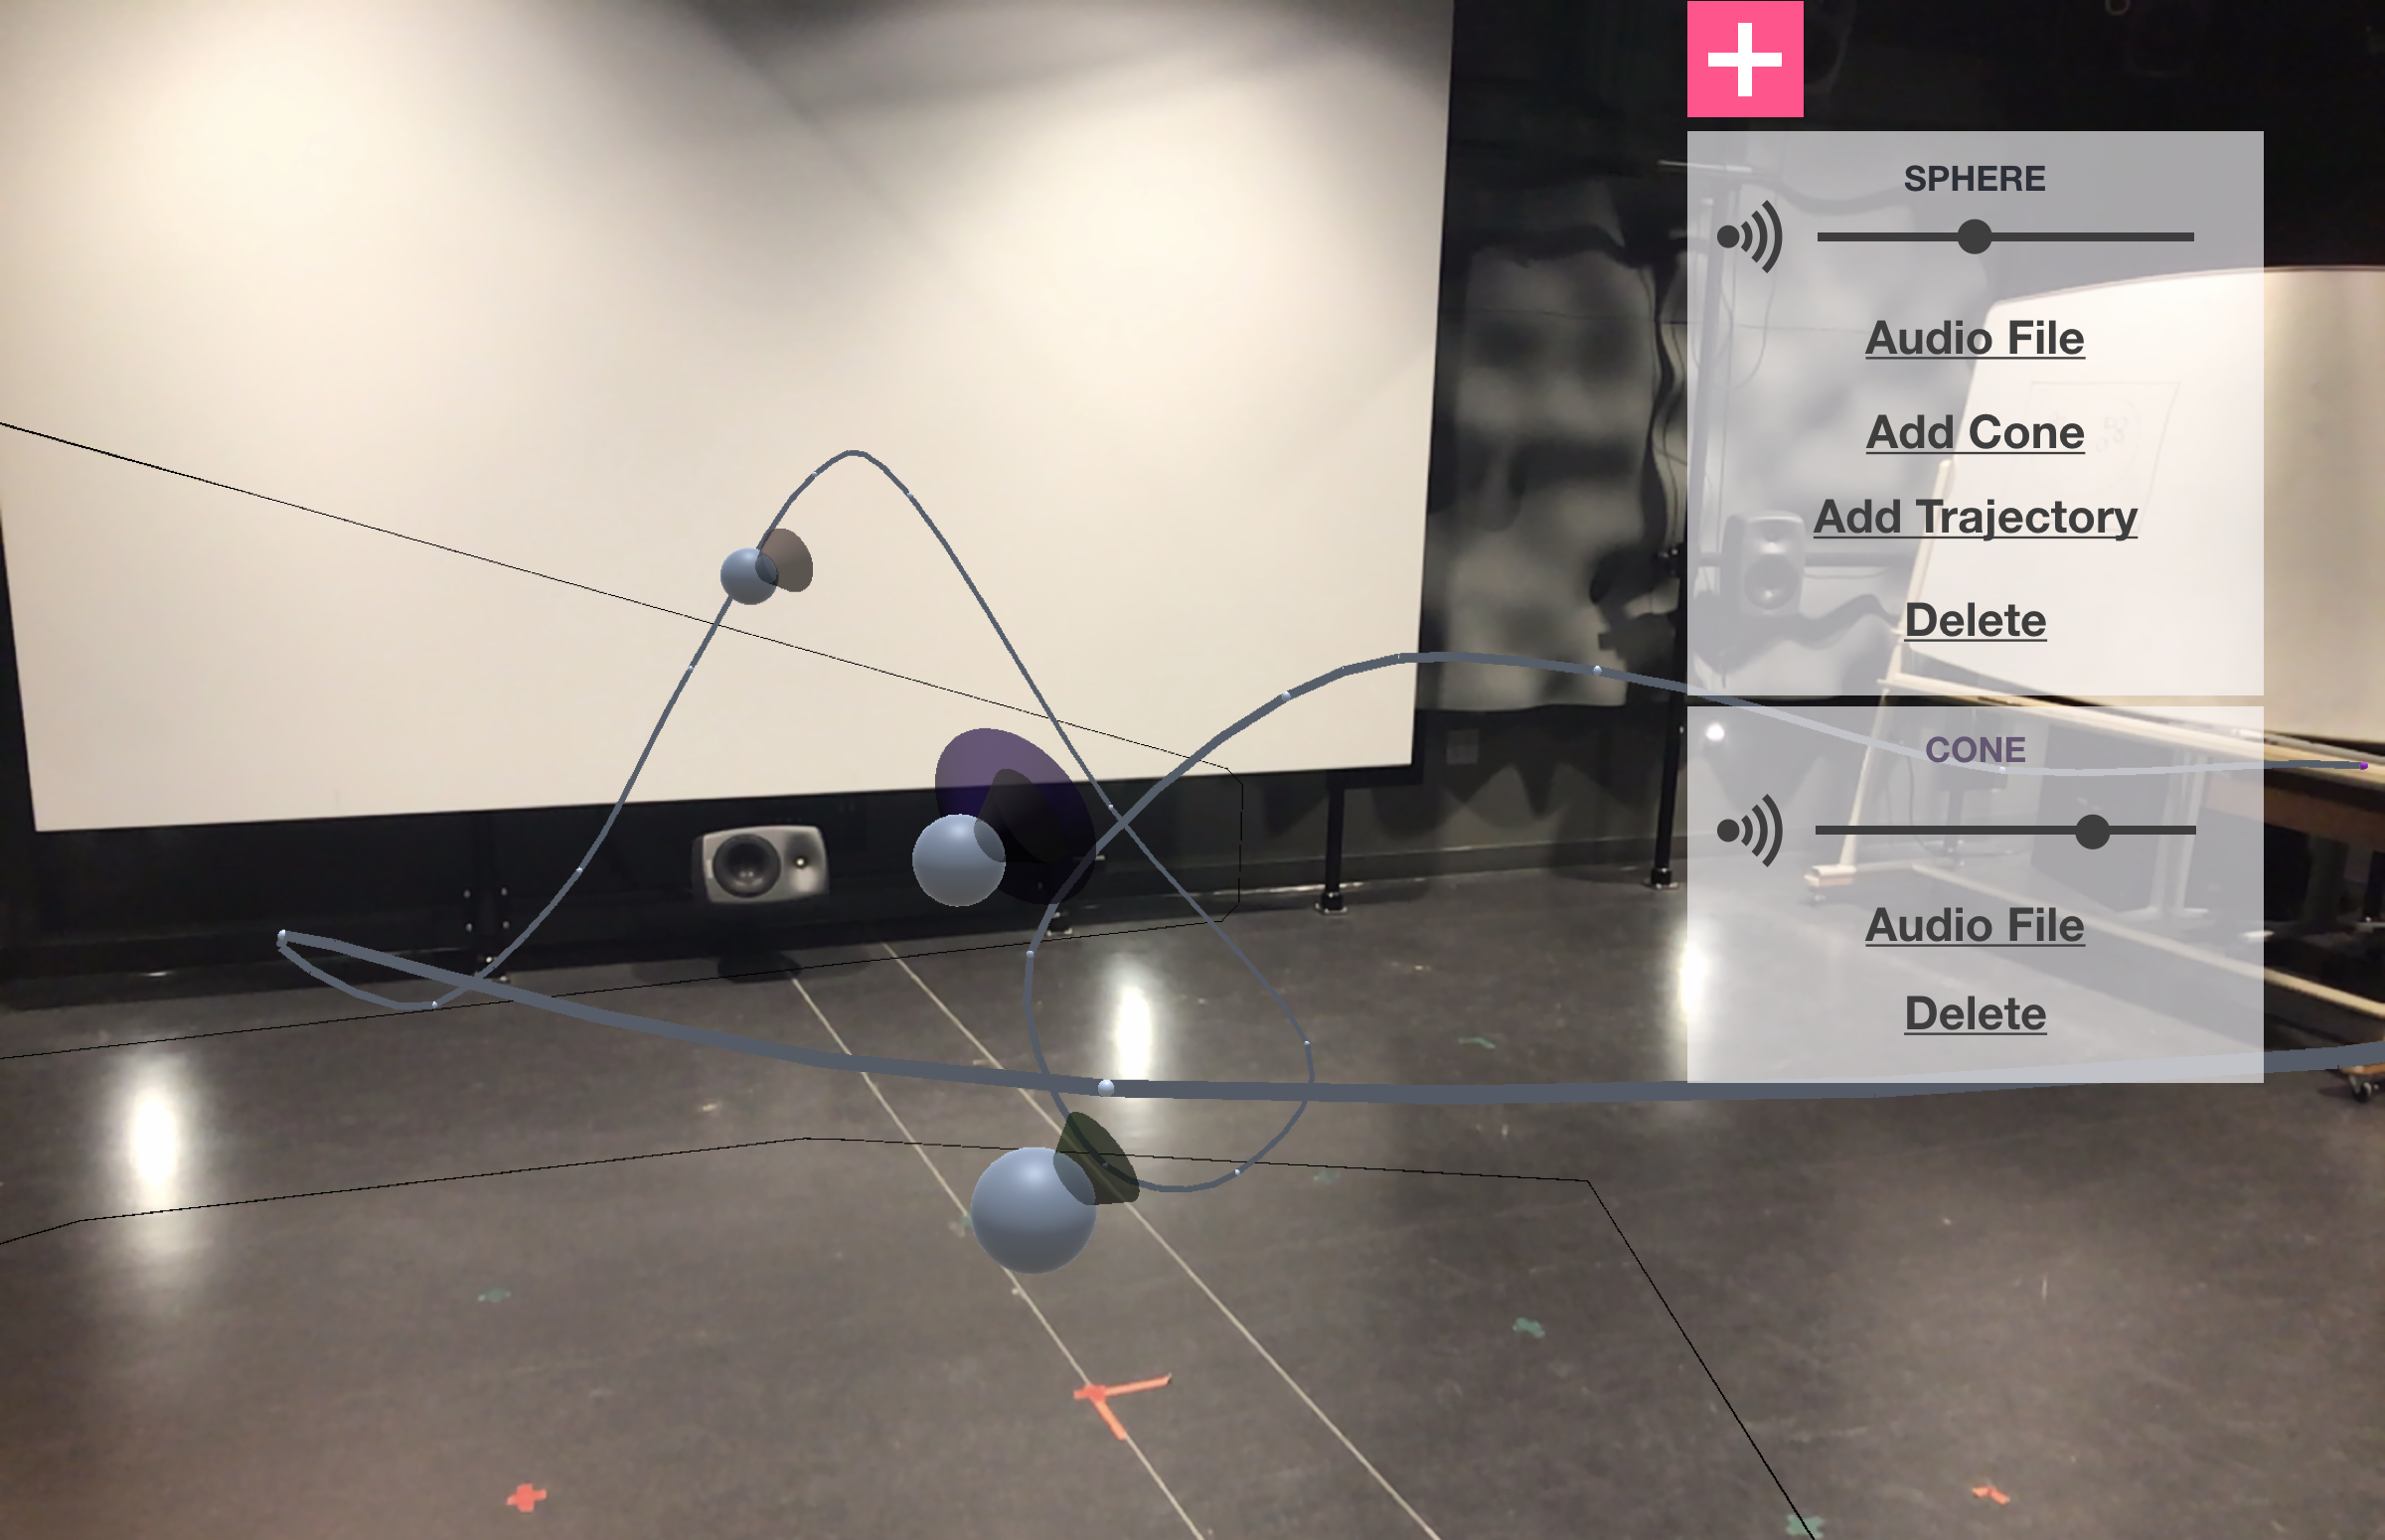 SPHERE
Audio File
Add Cone
Add Trajectory
Delete
CONE
Audio File
Delete